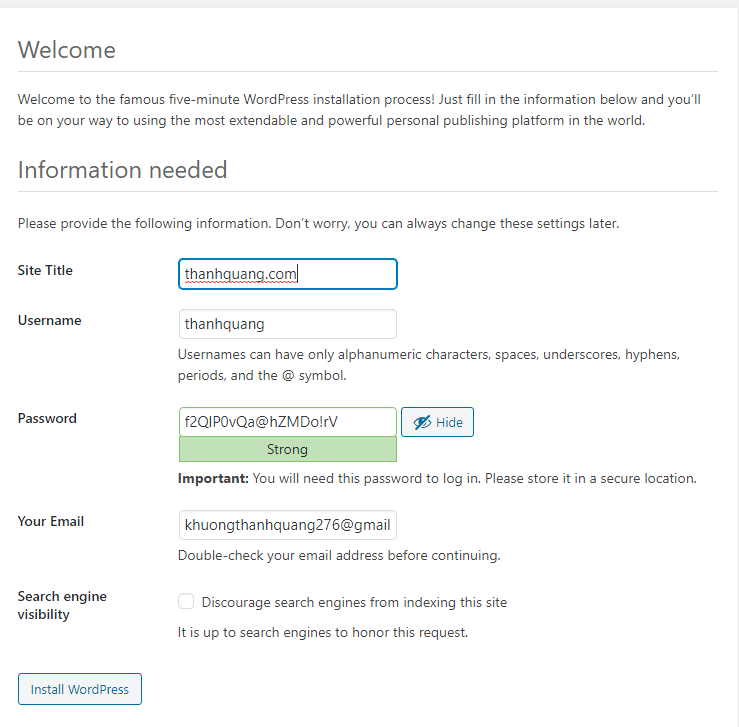 Welcome
Welcome to the famous five-minute WordPress installation process! Just fill in the information below and you’ll
be on your way to using the most extendable and powerful personal publishing platform in the world.
Information needed
Please provide the following information. Don’t worry, you can always change these settings later.
Site Title
thanhquang.com
Username
thanhquang
Usernames can have only alphanumeric characters, spaces, underscores, hyphens,
periods, and the @ symbol.
Password
f2QIP0vQa@hZMDo!rV
Hide
Strong
Important: You will need this password to log in. Please store it in a secure location.
Your Email
khuongthanhquang276@gmail
Double-check your email address before continuing.
Search engine
visibility
Discourage search engines from indexing this site
It is up to search engines to honor this request.
Install WordPress